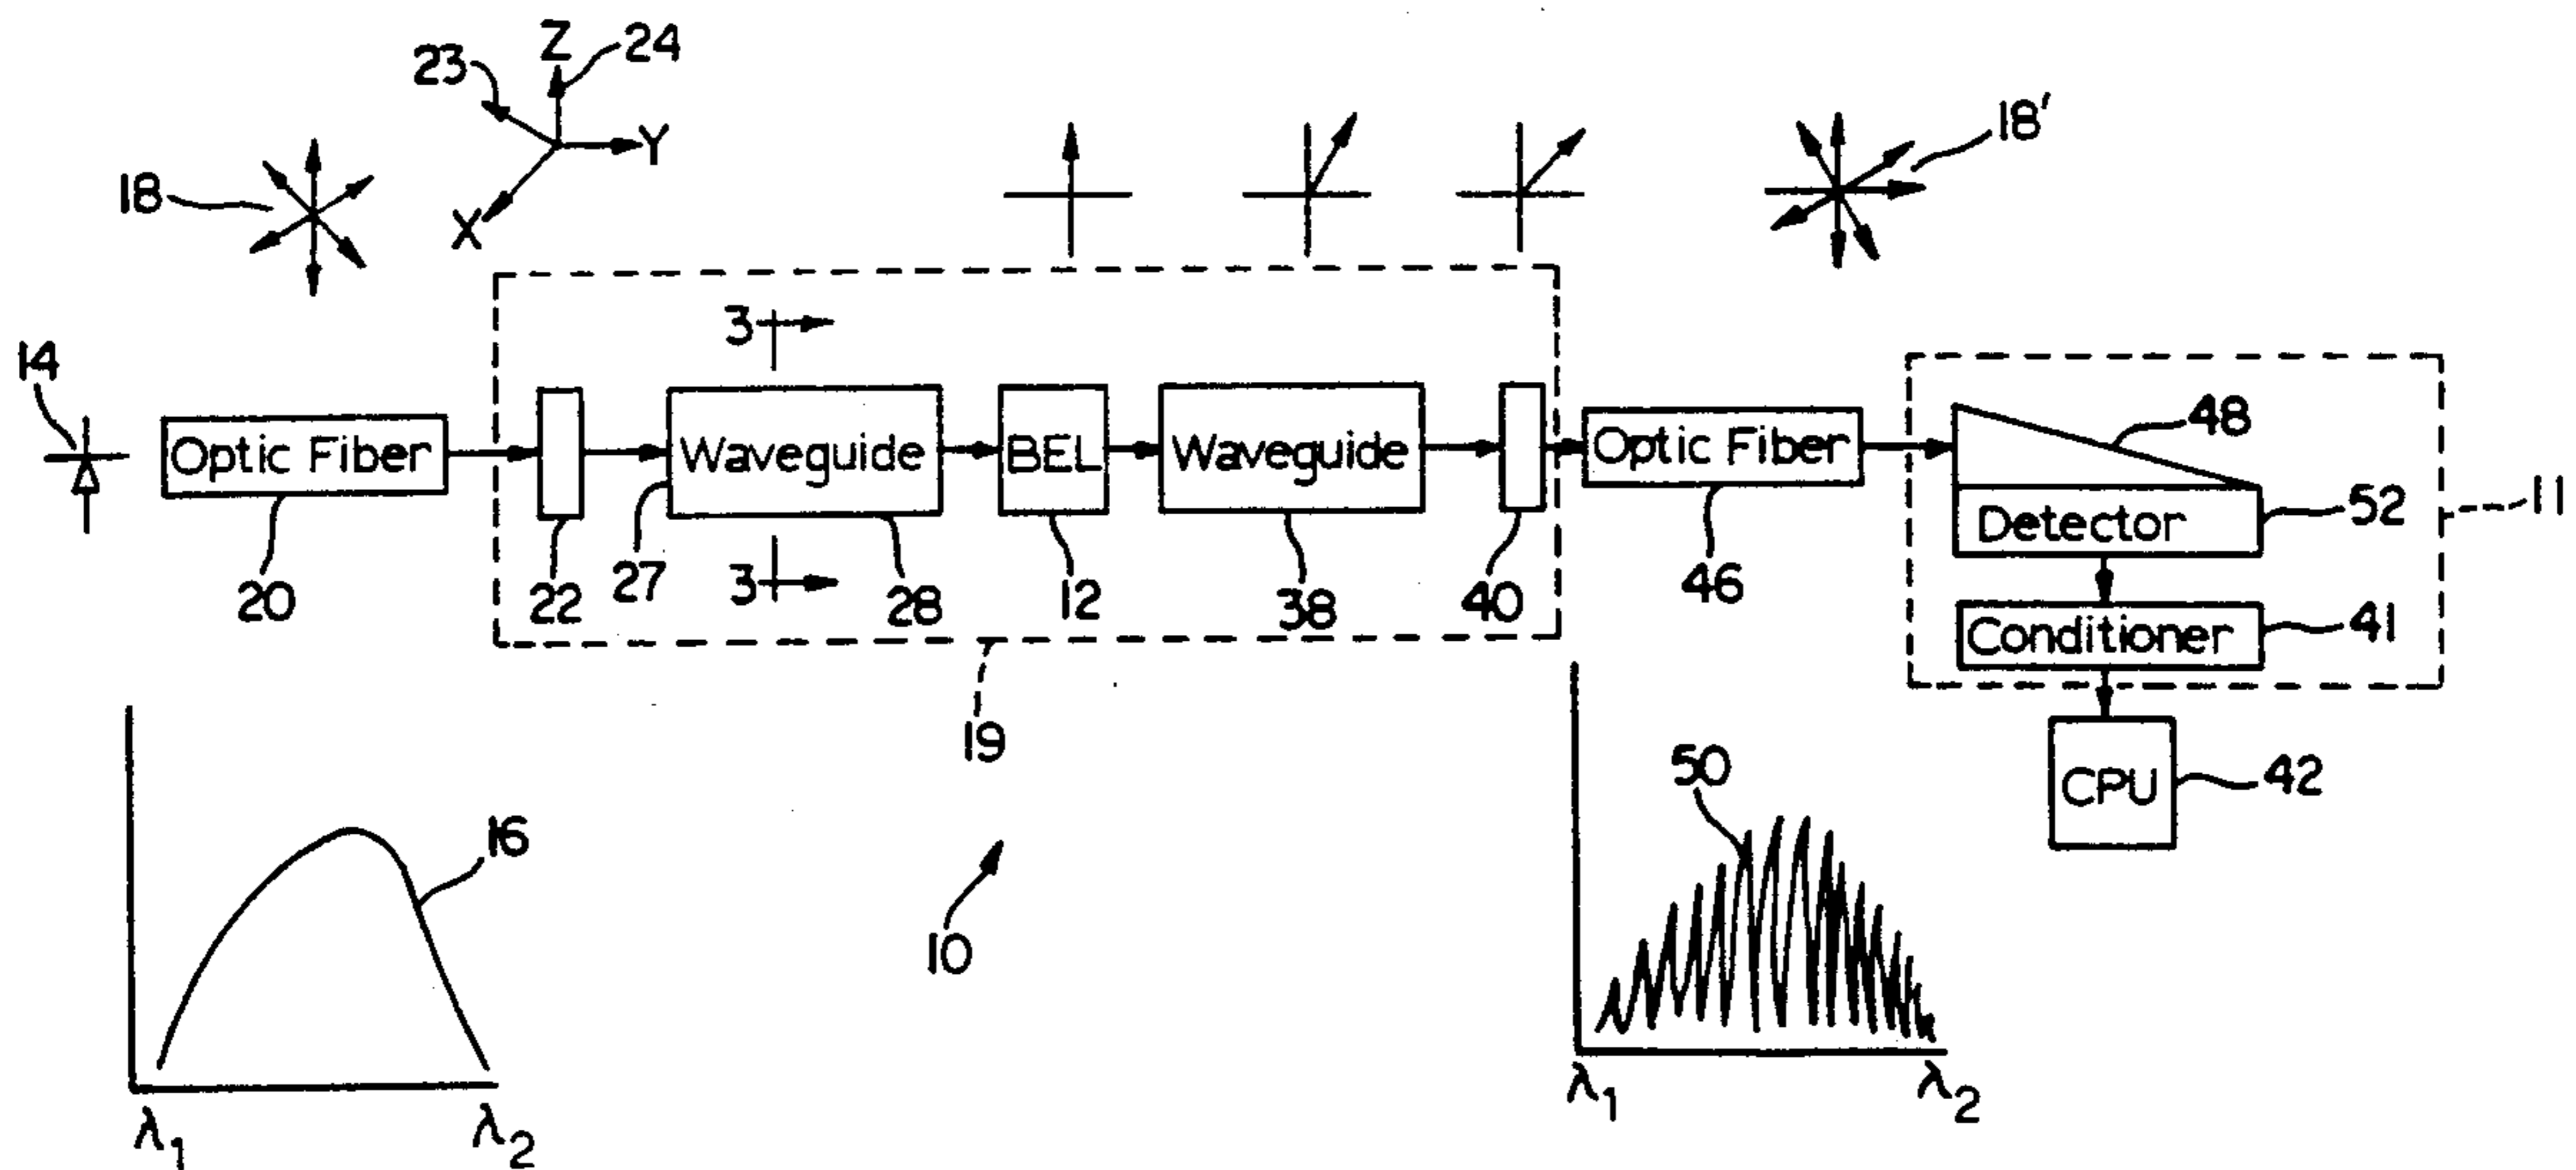 Z
24
23
Y
X
18
18'
3
14
Optic Fiber
Waveguide
BEL
Waveguide
Optic Fiber
48
Detector
52
11
20
22
27
3
28
12
38
40
46
Conditioner
41
19
CPU
42
50
16
10
λ1
λ2
λ1
λ2